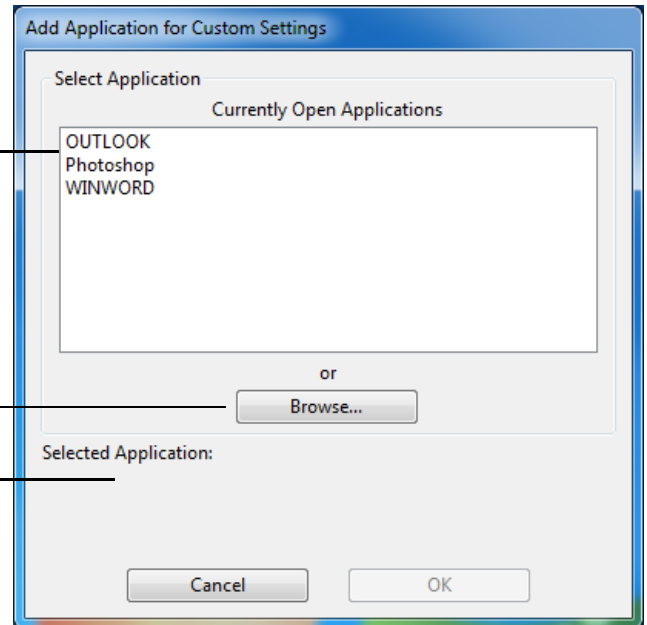 Add Application for Custom Settings
Select Application
Currently Open Applications
OUTLOOK
Photoshop
WINWORD
or
Browse...
Selected Application:
Cancel OK